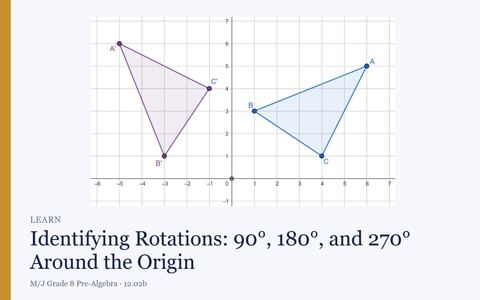 7
6
A'
5
A
C'
4
B
3
2
B'
1
C
−6 −5 −4 −3 −2 −1 0 1 2 3 4 5 6 7
−1
LEARN
Identifying Rotations: 90°, 180°, and 270°
Around the Origin
M/J Grade 8 Pre-Algebra · 12.02b